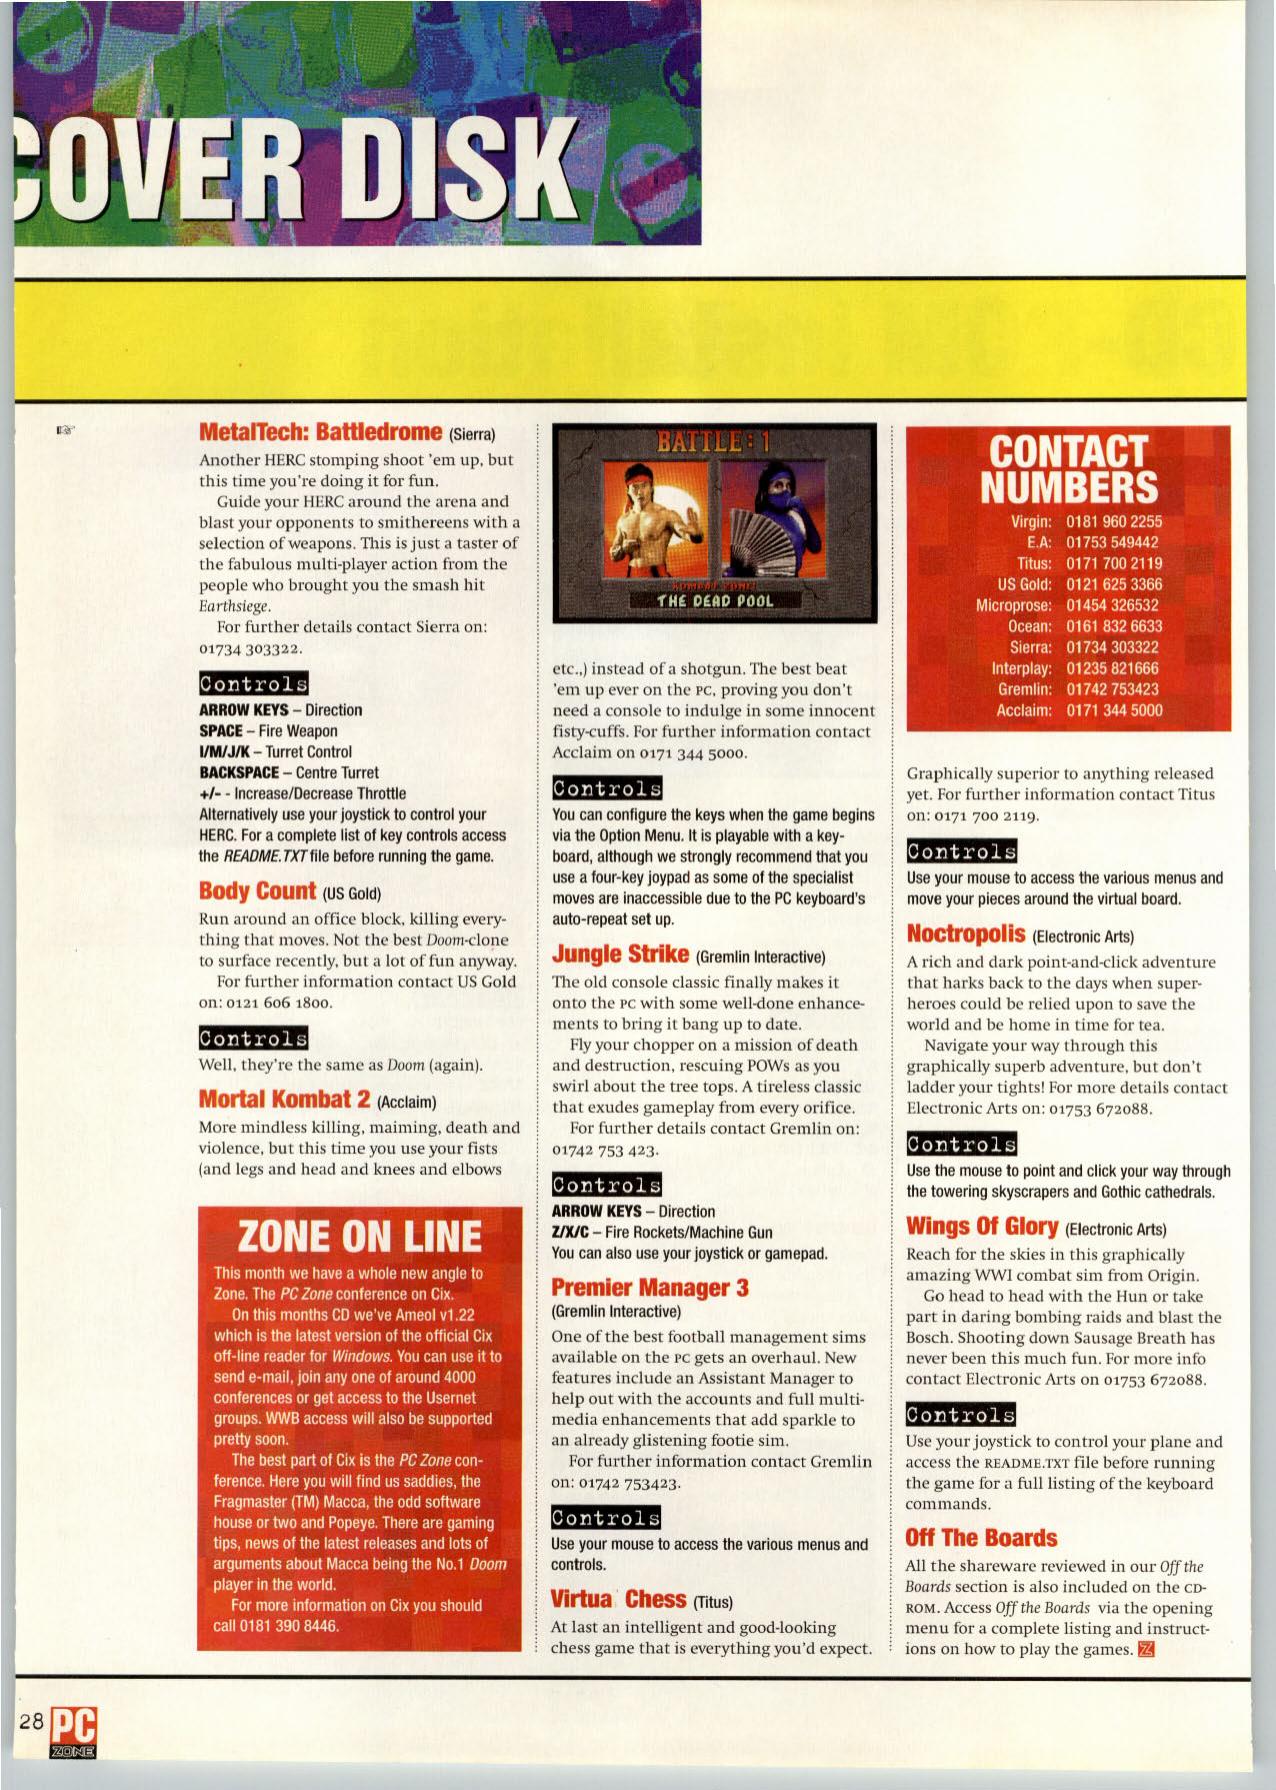 COVER DISK
MetalTech: Battledrome (Sierra)
Another HERC stomping shoot 'em up, but
this time you're doing it for fun.
Guide your HERC around the arena and
blast your opponents to smithereens with a
selection of weapons. This is just a taster of
the fabulous multi-player action from the
people who brought you the smash hit
Earthsiege.
For further details contact Sierra on:
01734 303322.
Controls
ARROW KEYS – Direction
SPACE – Fire Weapon
I/M/J/K – Turret Control
BACKSPACE – Centre Turret
+/- - Increase/Decrease Throttle
Alternatively use your joystick to control your
HERC. For a complete list of key controls access
the README.TXT file before running the game.
Body Count (US Gold)
Run around an office block, killing every-
thing that moves. Not the best Doom-clone
to surface recently, but a lot of fun anyway.
For further information contact US Gold
on: 0121 606 1800.
Controls
Well, they're the same as Doom (again).
Mortal Kombat 2 (Acclaim)
More mindless killing, maiming, death and
violence, but this time you use your fists
(and legs and head and knees and elbows
ZONE ON LINE
This month we have a whole new angle to
Zone. The PC Zone conference on Cix.
On this months CD we've Ameol v1.22
which is the latest version of the official Cix
off-line reader for Windows. You can use it to
send e-mail, join any one of around 4000
conferences or get access to the Usernet
groups. WWB access will also be supported
pretty soon.
The best part of Cix is the PC Zone con-
ference. Here you will find us saddies, the
Fragmaster (TM) Macca, the odd software
house or two and Popeye. There are gaming
tips, news of the latest releases and lots of
arguments about Macca being the No.1 Doom
player in the world.
For more information on Cix you should
call 0181 390 8446.
BATTLE: 1
KOMBAT ZONE:
THE DEAD POOL
etc.,) instead of a shotgun. The best beat
'em up ever on the PC, proving you don't
need a console to indulge in some innocent
fisty-cuffs. For further information contact
Acclaim on 0171 344 5000.
Controls
You can configure the keys when the game begins
via the Option Menu. It is playable with a key-
board, although we strongly recommend that you
use a four-key joypad as some of the specialist
moves are inaccessible due to the PC keyboard's
auto-repeat set up.
Jungle Strike (Gremlin Interactive)
The old console classic finally makes it
onto the PC with some well-done enhance-
ments to bring it bang up to date.
Fly your chopper on a mission of death
and destruction, rescuing POWs as you
swirl about the tree tops. A tireless classic
that exudes gameplay from every orifice.
For further details contact Gremlin on:
01742 753 423.
Controls
ARROW KEYS – Direction
Z/X/C – Fire Rockets/Machine Gun
You can also use your joystick or gamepad.
Premier Manager 3
(Gremlin Interactive)
One of the best football management sims
available on the PC gets an overhaul. New
features include an Assistant Manager to
help out with the accounts and full multi-
media enhancements that add sparkle to
an already glistening footie sim.
For further information contact Gremlin
on: 01742 753423.
Controls
Use your mouse to access the various menus and
controls.
Virtua Chess (Titus)
At last an intelligent and good-looking
chess game that is everything you'd expect.
CONTACT
NUMBERS
Virgin: 0181 960 2255
E.A: 01753 549442
Titus: 0171 700 2119
US Gold: 0121 625 3366
Microprose: 01454 326532
Ocean: 0161 832 6633
Sierra: 01734 303322
Interplay: 01235 821666
Gremlin: 01742 753423
Acclaim: 0171 344 5000
Graphically superior to anything released
yet. For further information contact Titus
on: 0171 700 2119.
Controls
Use your mouse to access the various menus and
move your pieces around the virtual board.
Noctropolis (Electronic Arts)
A rich and dark point-and-click adventure
that harks back to the days when super-
heroes could be relied upon to save the
world and be home in time for tea.
Navigate your way through this
graphically superb adventure, but don't
ladder your tights! For more details contact
Electronic Arts on: 01753 672088.
Controls
Use the mouse to point and click your way through
the towering skyscrapers and Gothic cathedrals.
Wings Of Glory (Electronic Arts)
Reach for the skies in this graphically
amazing WWI combat sim from Origin.
Go head to head with the Hun or take
part in daring bombing raids and blast the
Bosch. Shooting down Sausage Breath has
never been this much fun. For more info
contact Electronic Arts on 01753 672088.
Controls
Use your joystick to control your plane and
access the README.TXT file before running
the game for a full listing of the keyboard
commands.
Off The Boards
All the shareware reviewed in our Off the
Boards section is also included on the CD-
ROM. Access Off the Boards via the opening
menu for a complete listing and instruct-
ions on how to play the games. Z
28 PC
ZONE